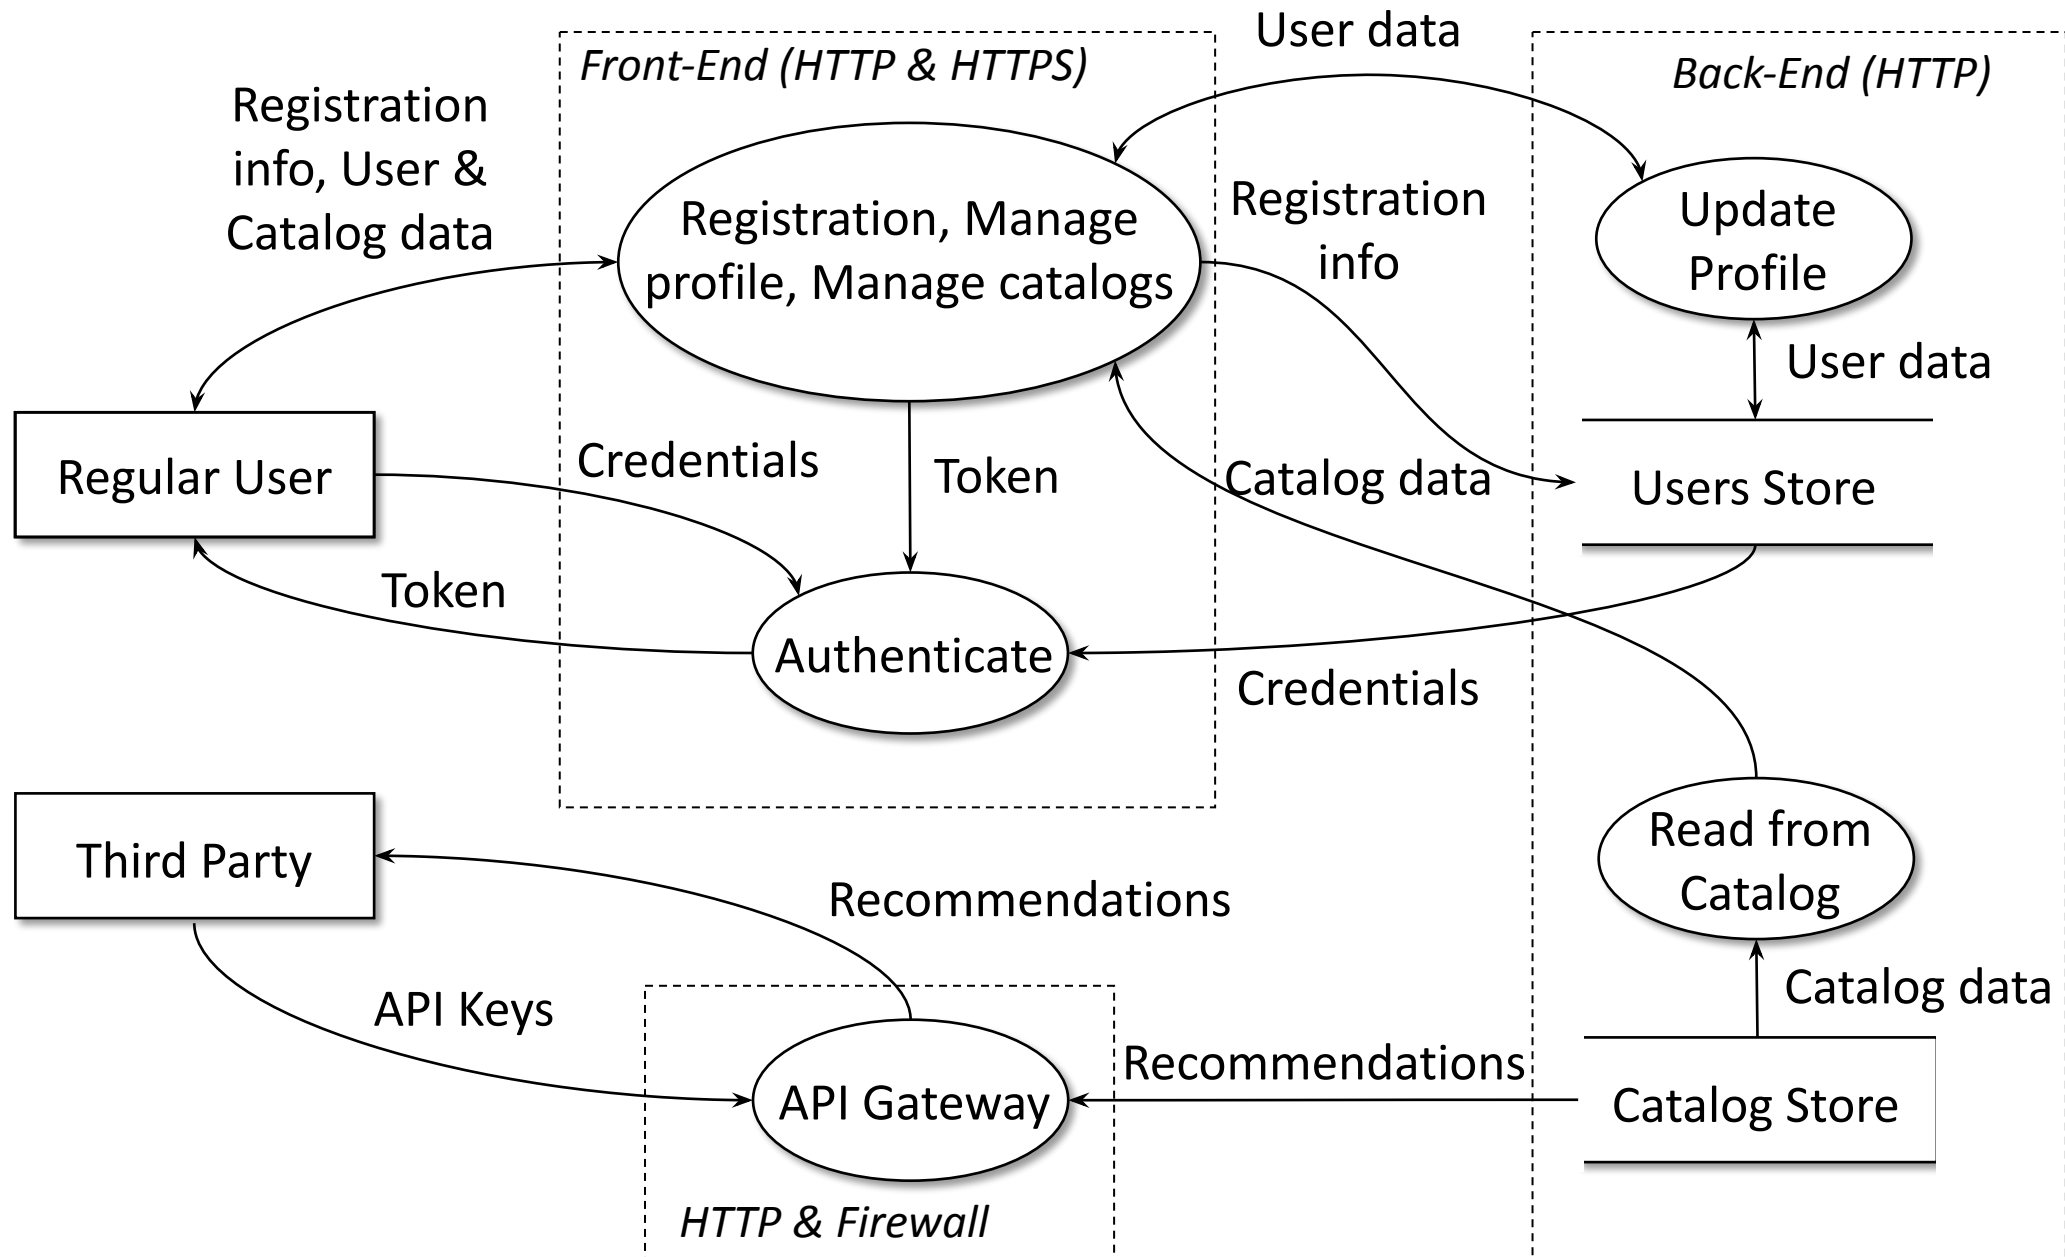 User data
Front-End (HTTP & HTTPS)
Back-End (HTTP)
Registration
info, User &
Catalog data
Registration, Manage
profile, Manage catalogs
Registration
info
Update
Profile
User data
Regular User
Credentials
Token
Catalog data
Users Store
Token
Authenticate
Credentials
Third Party
Recommendations
Read from
Catalog
API Keys
Catalog data
API Gateway
Recommendations
Catalog Store
HTTP & Firewall